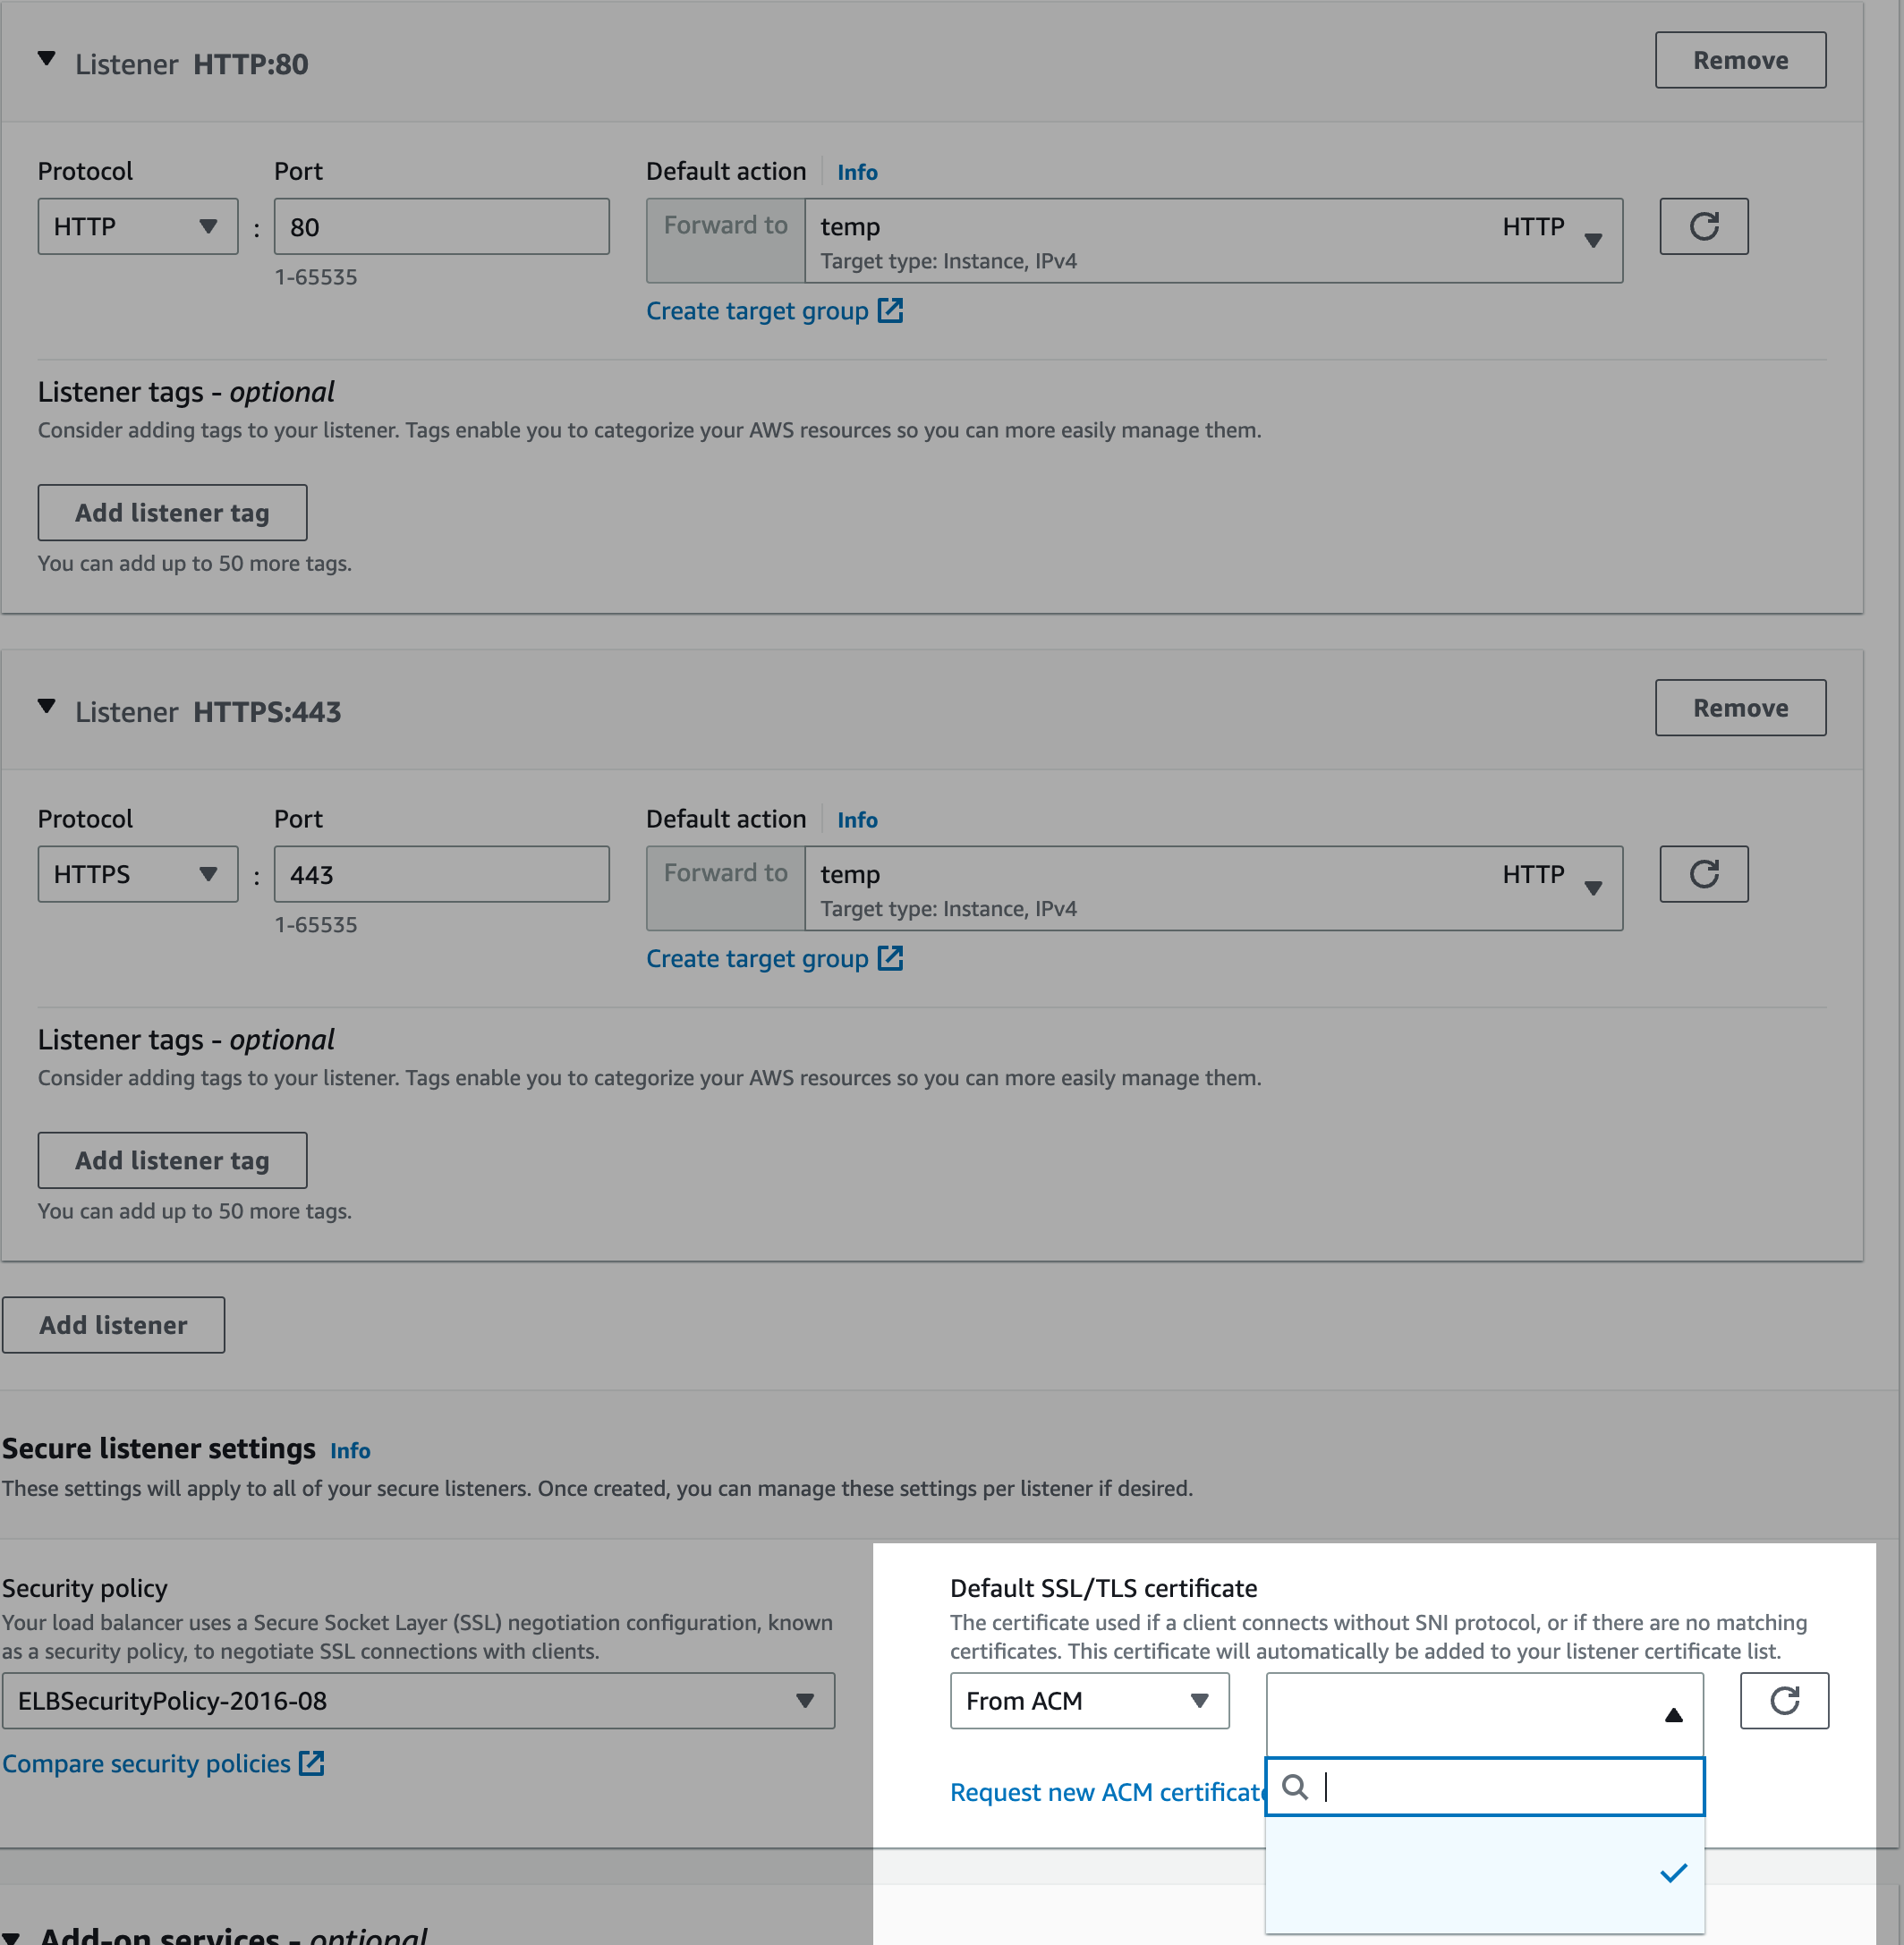 Listener HTTP:80
Remove
Protocol Port Default action Info
HTTP : 80 Forward to temp HTTP
1-65535 Target type: Instance, IPv4
Create target group
Listener tags - optional
Consider adding tags to your listener. Tags enable you to categorize your AWS resources so you can more easily manage them.
Add listener tag
You can add up to 50 more tags.
Listener HTTPS:443
Remove
Protocol Port Default action Info
HTTPS : 443 Forward to temp HTTP
1-65535 Target type: Instance, IPv4
Create target group
Listener tags - optional
Consider adding tags to your listener. Tags enable you to categorize your AWS resources so you can more easily manage them.
Add listener tag
You can add up to 50 more tags.
Add listener
Secure listener settings Info
These settings will apply to all of your secure listeners. Once created, you can manage these settings per listener if desired.
Security policy
Your load balancer uses a Secure Socket Layer (SSL) negotiation configuration, known
as a security policy, to negotiate SSL connections with clients.
ELBSecurityPolicy-2016-08
Compare security policies
Default SSL/TLS certificate
The certificate used if a client connects without SNI protocol, or if there are no matching
certificates. This certificate will automatically be added to your listener certificate list.
From ACM
Request new ACM certificate
Add-on services - optional